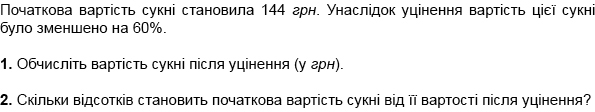 Початкова вартість сукні становила 144 грн. Унаслідок уцінення вартість цієї сукні
було зменшено на 60%.
1. Обчисліть вартість сукні після уцінення (у грн).
2. Скільки відсотків становить початкова вартість сукні від її вартості після уцінення?